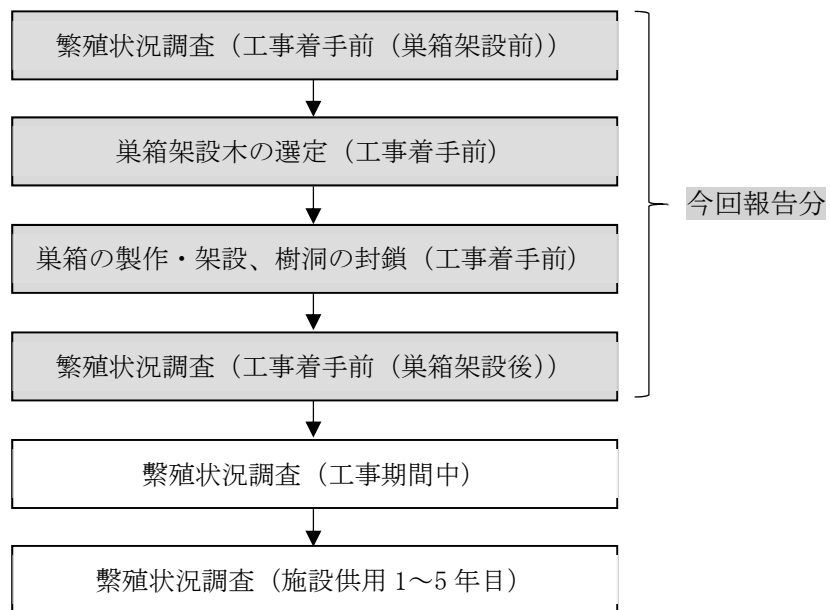 繁殖状況調査（工事着手前（巣箱架設前））
巣箱架設木の選定（工事着手前）
巣箱の製作・架設、樹洞の封鎖（工事着手前）
繁殖状況調査（工事着手前（巣箱架設後））
今回報告分
繫殖状況調査（工事期間中）
繫殖状況調査（施設供用 1～5 年目）